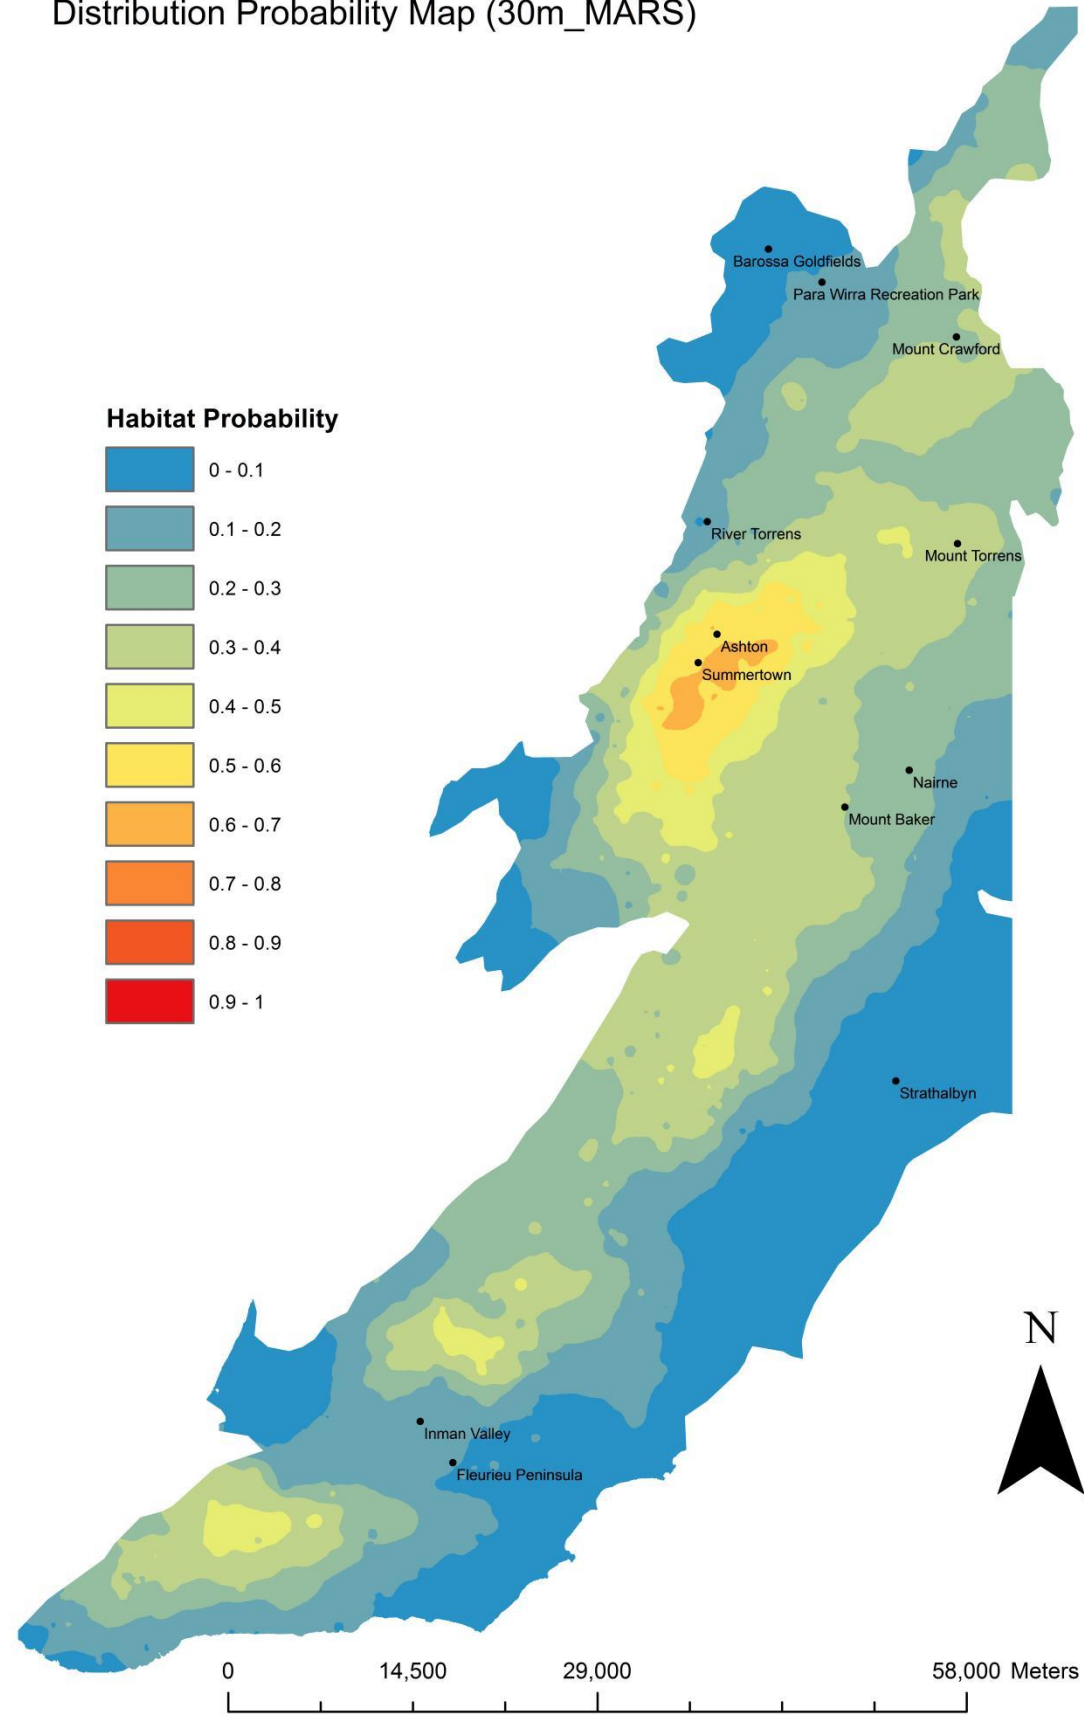 Distribution Probability Map (30m_MARS)
Barossa Goldfields
Para Wirra Recreation Park
Mount Crawford
Habitat Probability
0 - 0.1
0.1 - 0.2
0.2 - 0.3
0.3 - 0.4
0.4 - 0.5
0.5 - 0.6
0.6 - 0.7
0.7 - 0.8
0.8 - 0.9
0.9 - 1
River Torrens
Mount Torrens
Ashton
Summertown
Nairne
Mount Baker
Strathalbyn
N
Inman Valley
Fleurieu Peninsula
0 14,500 29,000 58,000 Meters